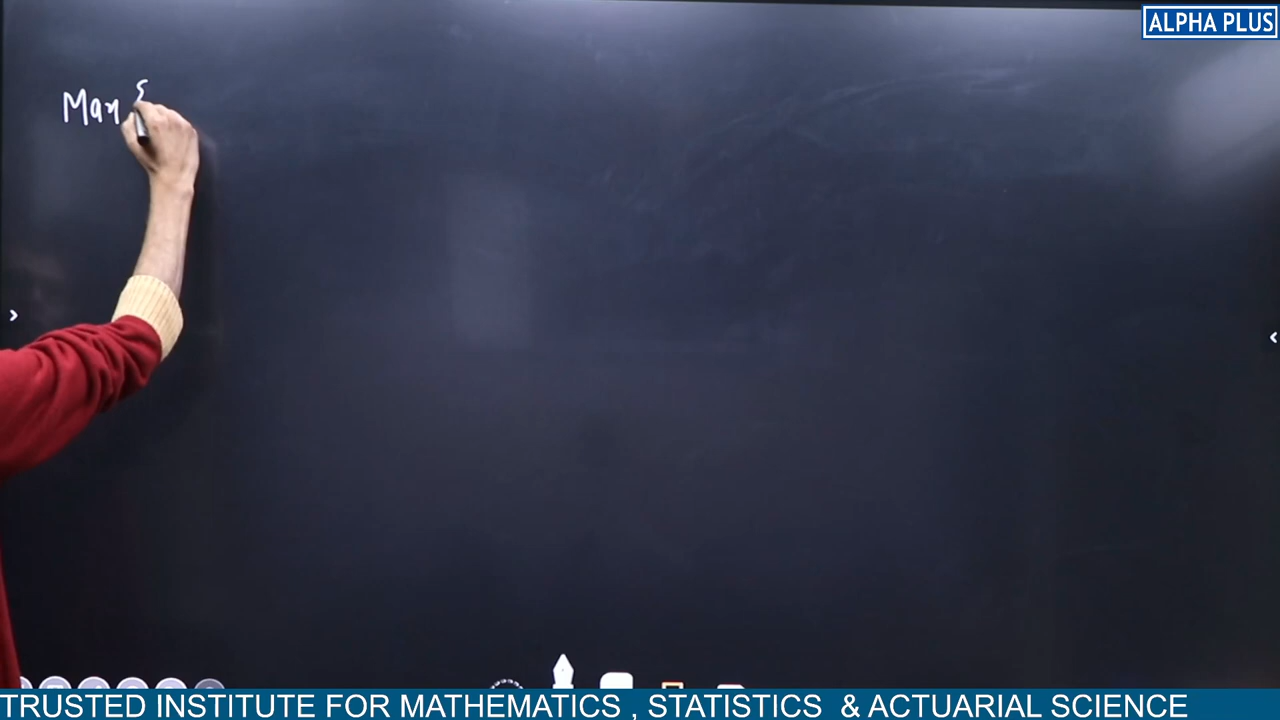 ALPHA PLUS
Max {
TRUSTED INSTITUTE FOR MATHEMATICS , STATISTICS & ACTUARIAL SCIENCE